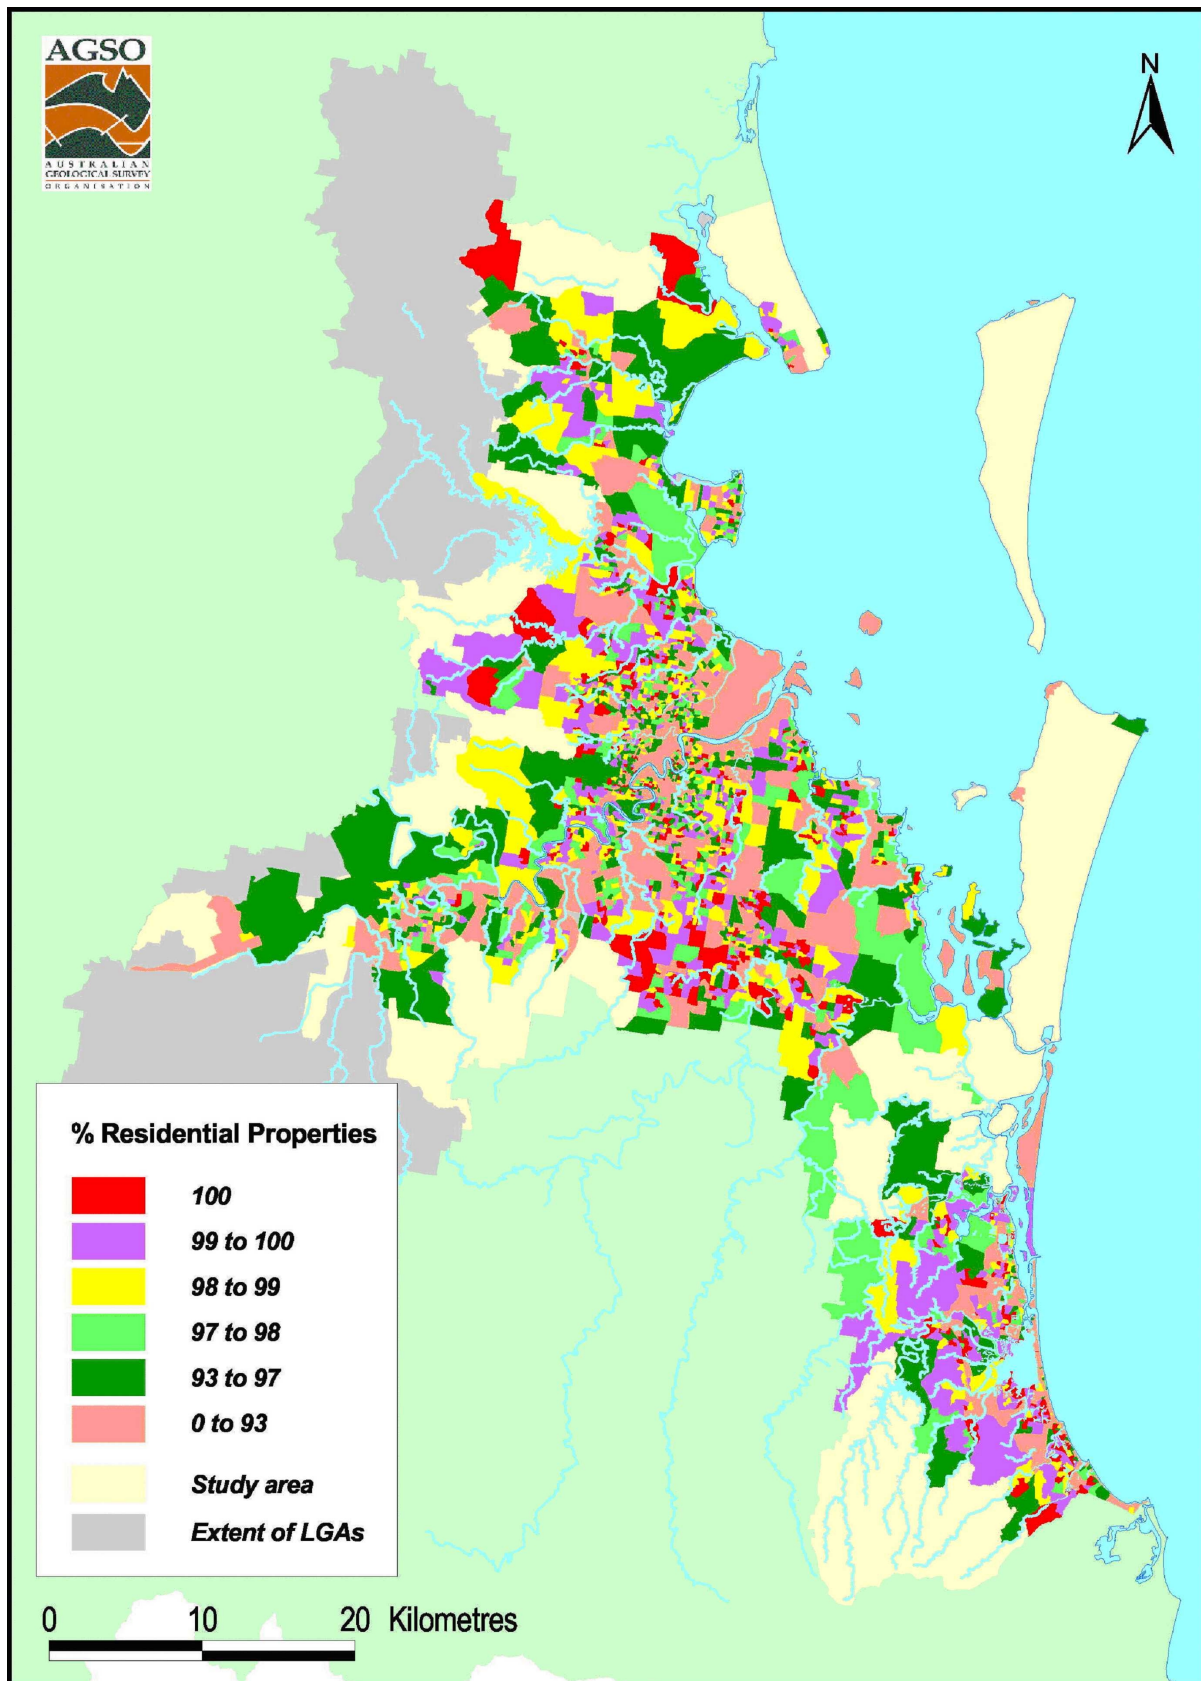 AGSO
AUSTRALIAN
GEOLOGICAL SURVEY
ORGANISATION
N
% Residential Properties
100
99 to 100
98 to 99
97 to 98
93 to 97
0 to 93
Study area
Extent of LGAs
0 10 20 Kilometres